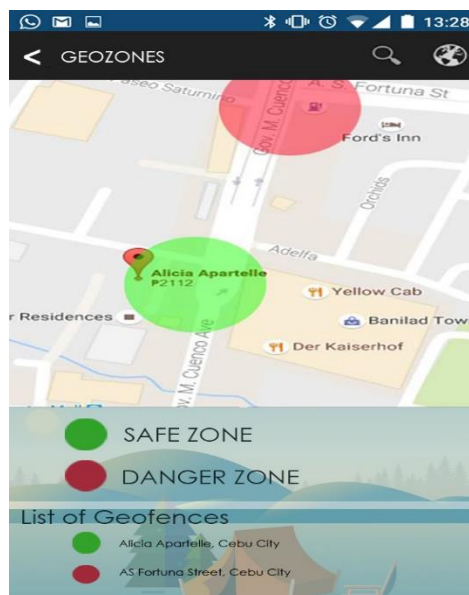 13:28
< GEOZONES
Paseo Saturnino
A. S. Fortuna St
Gov. M. Cuenco
Ford's Inn
Orchids
Adelfa
Alicia Apartelle
₱2112
Yellow Cab
r Residences
Banilad Tow
Der Kaiserhof
v. M. Cuenco Ave
SAFE ZONE
DANGER ZONE
List of Geofences
Alicia Apartelle, Cebu City
AS Fortuna Street, Cebu City